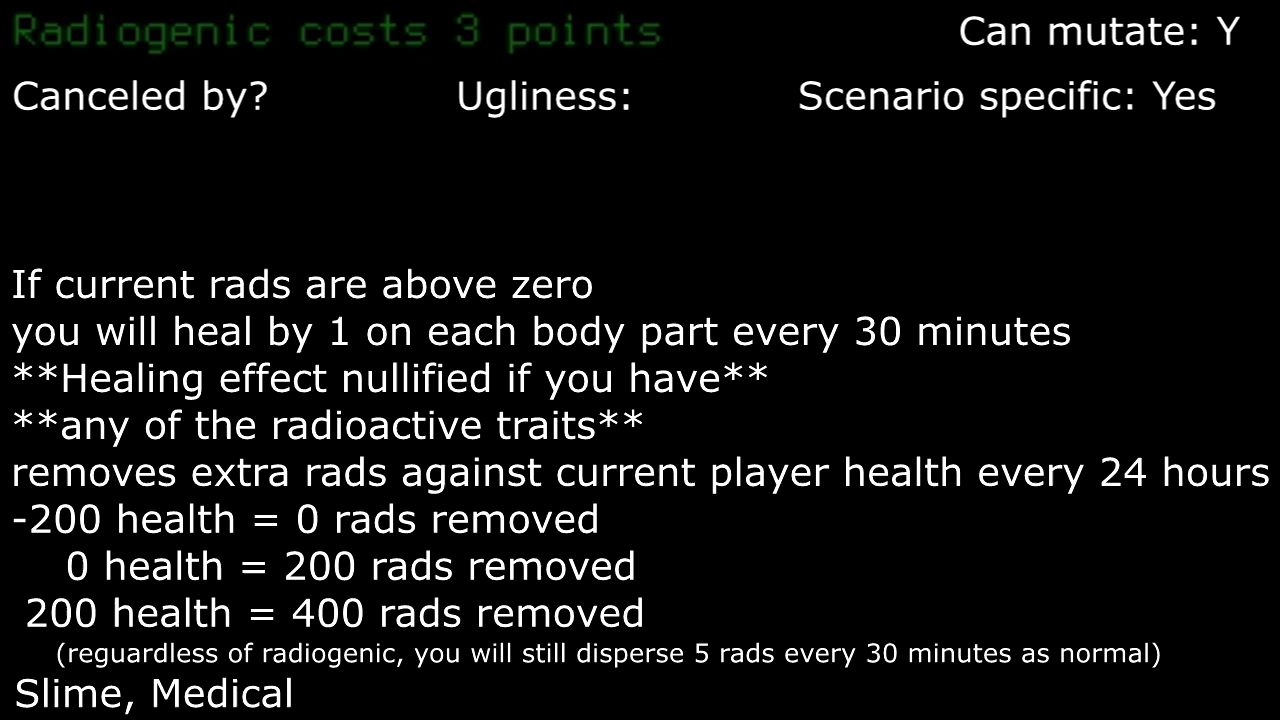 Radiogenic costs 3 points Can mutate: Y
Canceled by? Ugliness: Scenario specific: Yes
If current rads are above zero
you will heal by 1 on each body part every 30 minutes
**Healing effect nullified if you have**
**any of the radioactive traits**
removes extra rads against current player health every 24 hours
-200 health = 0 rads removed
0 health = 200 rads removed
200 health = 400 rads removed
(reguardless of radiogenic, you will still disperse 5 rads every 30 minutes as normal)
Slime, Medical